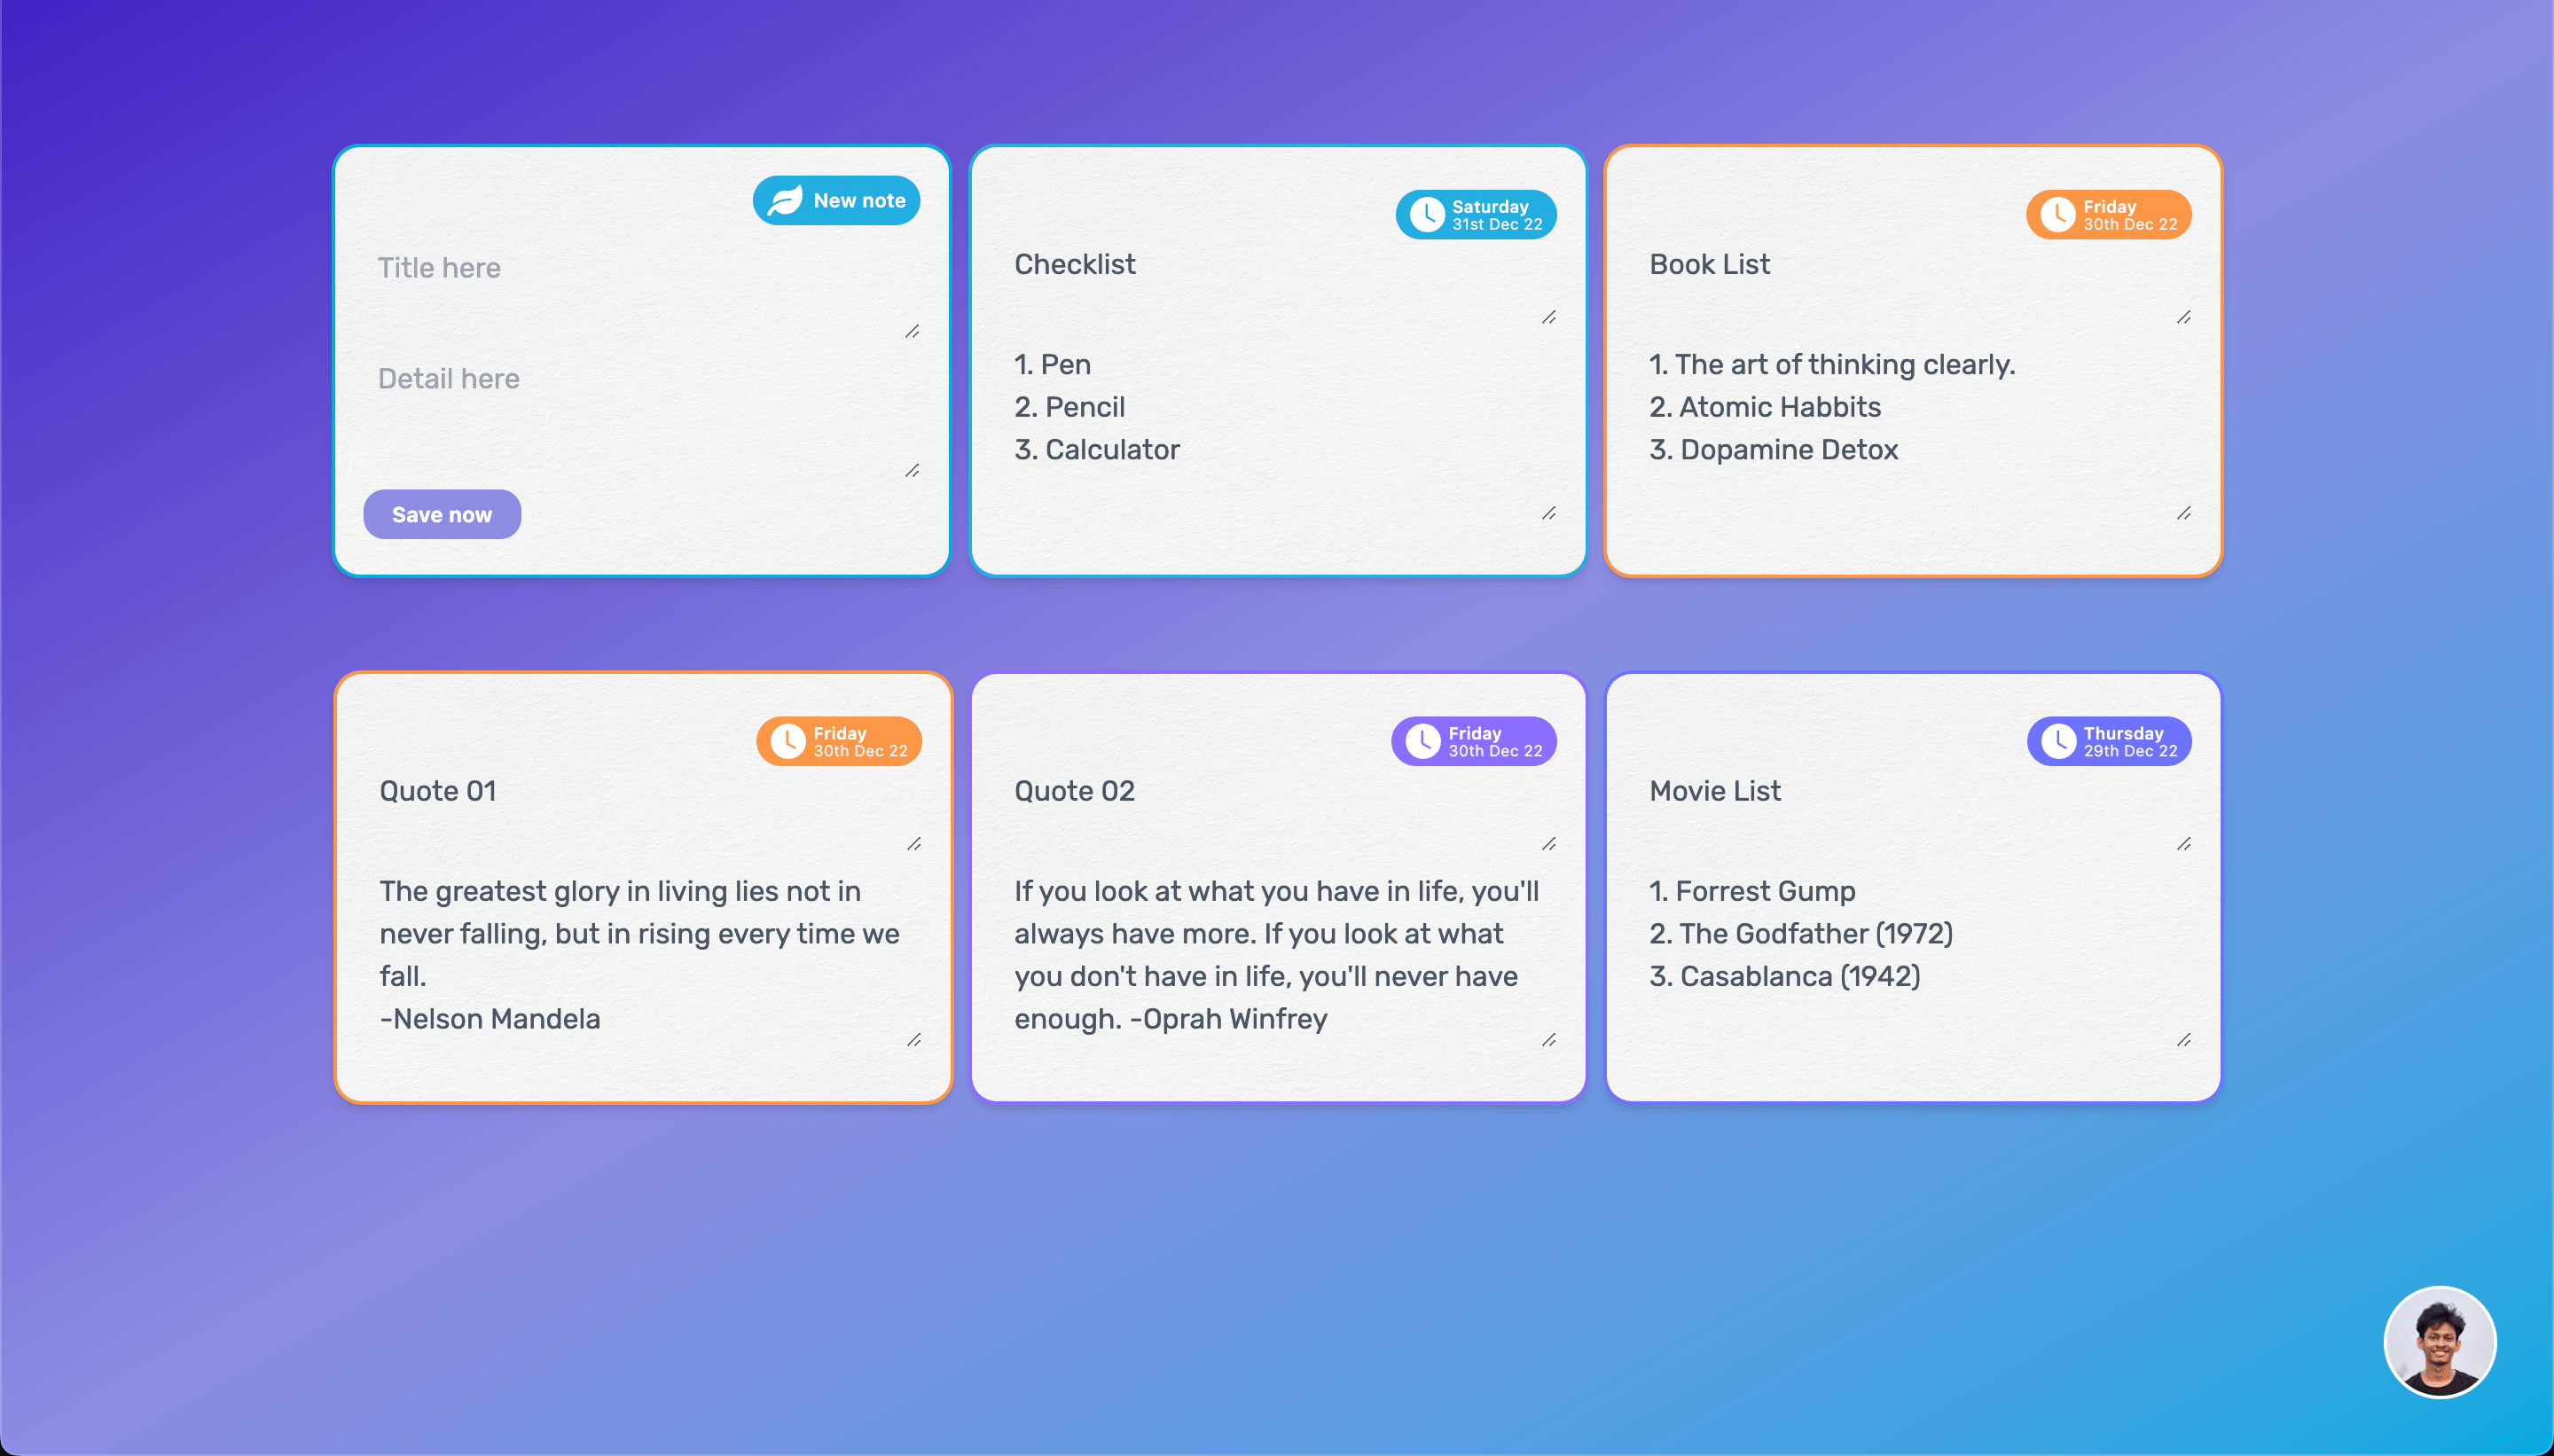 New note
Title here
Detail here
Save now
Saturday
31st Dec 22
Checklist
1. Pen
2. Pencil
3. Calculator
Friday
30th Dec 22
Book List
1. The art of thinking clearly.
2. Atomic Habbits
3. Dopamine Detox
Friday
30th Dec 22
Quote 01
The greatest glory in living lies not in
never falling, but in rising every time we
fall.
-Nelson Mandela
Friday
30th Dec 22
Quote 02
If you look at what you have in life, you'll
always have more. If you look at what
you don't have in life, you'll never have
enough. -Oprah Winfrey
Thursday
29th Dec 22
Movie List
1. Forrest Gump
2. The Godfather (1972)
3. Casablanca (1942)